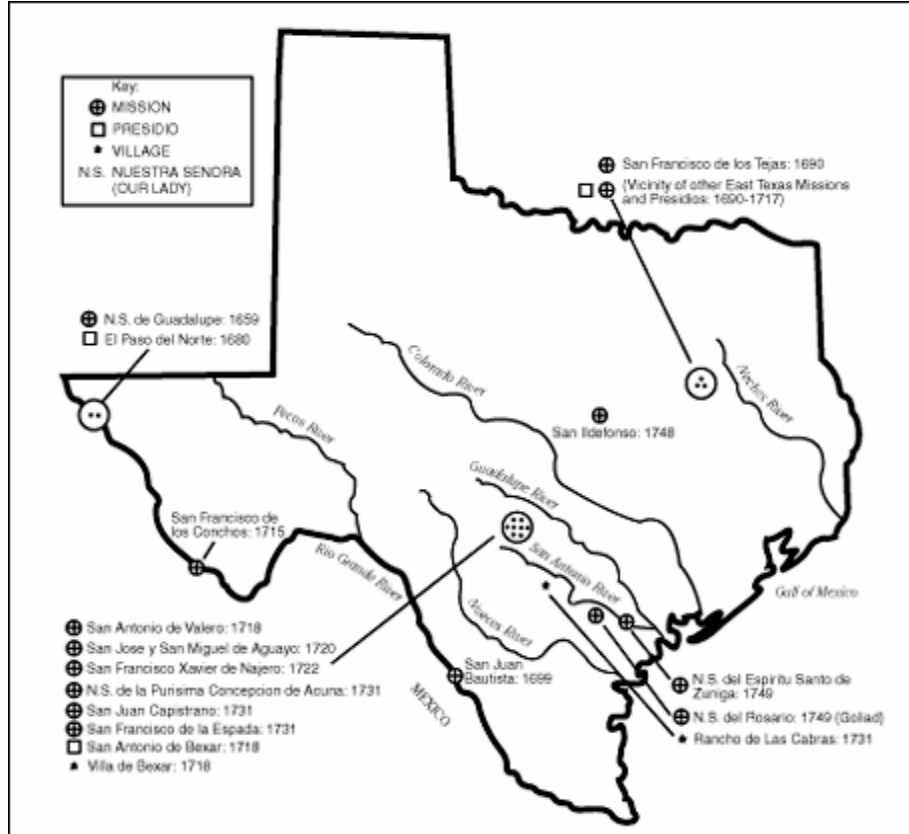 Key:
MISSION
PRESIDIO
VILLAGE
N.S. NUESTRA SENORA
(OUR LADY)
San Francisco de los Tejas: 1690
(Vicinity of other East Texas Missions
and Presidios: 1690-1717)
N.S. de Guadalupe: 1659
El Paso del Norte: 1680
Colorado River
Neches River
Pecos River
San Ildefonso: 1748
Guadalupe River
San Francisco de
los Conchos: 1715
San Antonio River
Rio Grande River
Gulf of Mexico
Nueces River
San Antonio de Valero: 1718
San Jose y San Miguel de Aguayo: 1720
San Francisco Xavier de Najero: 1722
N.S. de la Purisima Concepcion de Acuna: 1731
San Juan Capistrano: 1731
San Francisco de la Espada: 1731
San Antonio de Bexar: 1718
Villa de Bexar: 1718
San Juan
Bautista: 1699
MEXICO
N.S. del Espiritu Santo de
Zuniga: 1749
N.S. del Rosario: 1749 (Goliad)
Rancho de Las Cabras: 1731